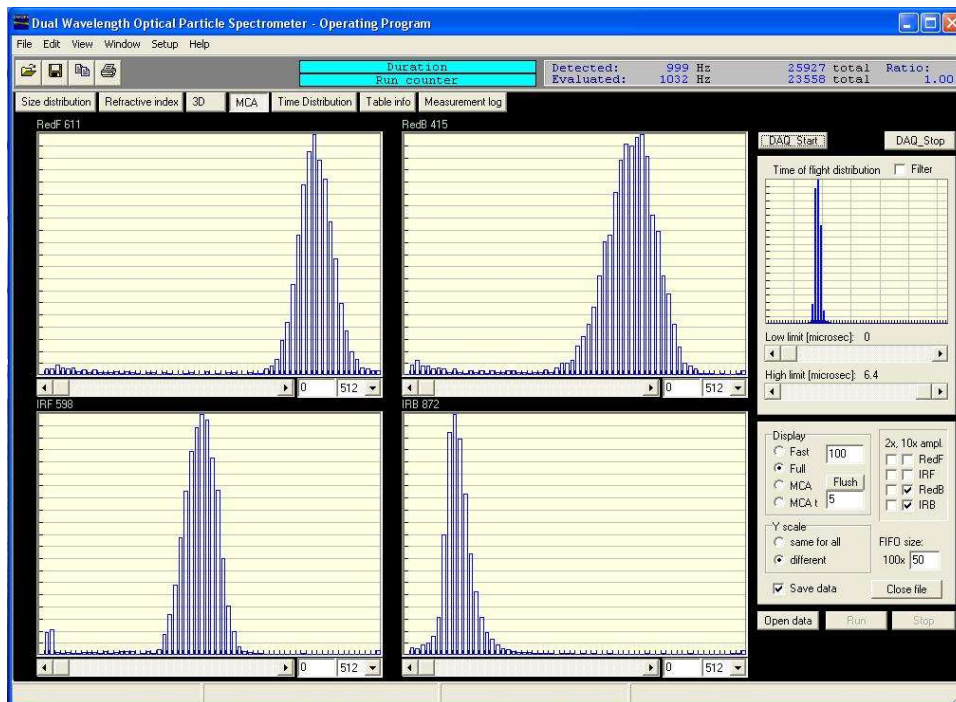 Dual Wavelength Optical Particle Spectrometer - Operating Program
File Edit View Window Setup Help
Duration
Run counter
Detected: 999 Hz 25927 total Ratio:
Evaluated: 1032 Hz 23558 total 1.00
Size distribution Refractive index 3D MCA Time Distribution Table info Measurement log
RedF 611
RedB 415
DAQ_Start DAQ_Stop
Time of flight distribution Filter
Low limit [microsec]: 0
High limit [microsec]: 6.4
0 512
0 512
IRF 598
IRB 872
Display
Fast 100
Full
MCA Flush
MCA t 5
2x, 10x ampl.
RedF
IRF
RedB
IRB
Y scale
same for all
different
FIFO size:
100x 50
Save data Close file
Open data Run Stop
0 512
0 512